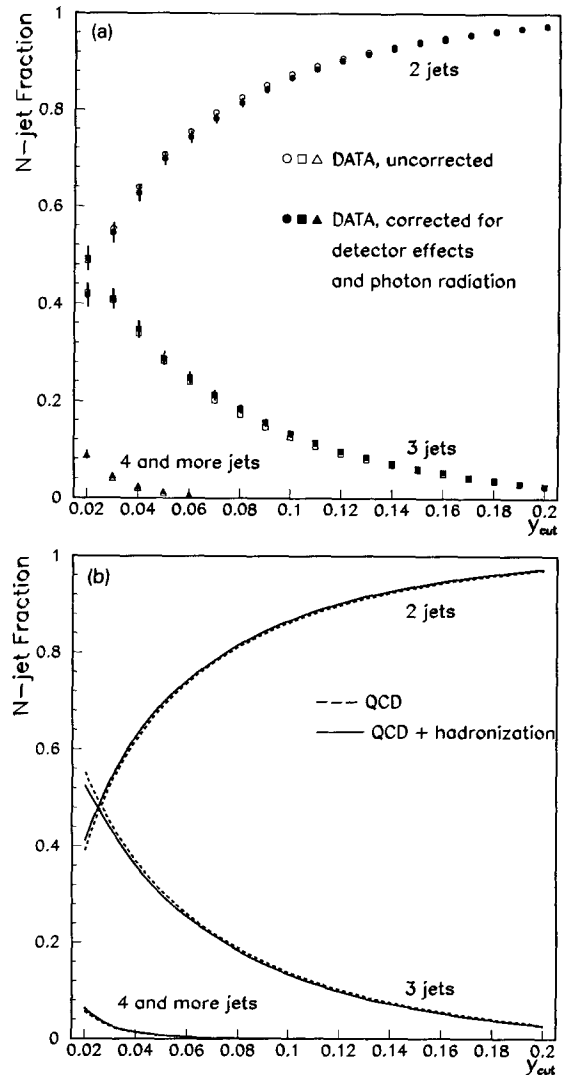 (a)
N-jet Fraction
1
0.8
0.6
0.4
0.2
0
2 jets
DATA, uncorrected
DATA, corrected for
detector effects
and photon radiation
3 jets
4 and more jets
0.02 0.04 0.06 0.08 0.1 0.12 0.14 0.16 0.18 0.2
ycut
(b)
N-jet Fraction
1
0.8
0.6
0.4
0.2
0
2 jets
QCD
QCD + hadronization
3 jets
4 and more jets
0.02 0.04 0.06 0.08 0.1 0.12 0.14 0.16 0.18 0.2
ycut